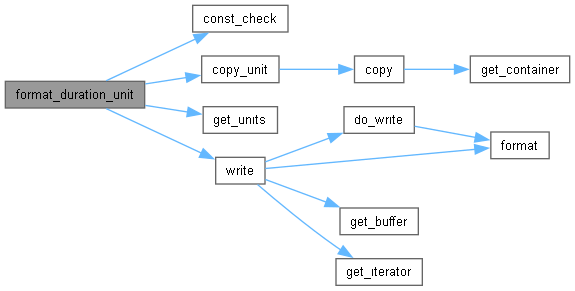 const_check
format_duration_unit
copy_unit
copy
get_container
get_units
do_write
format
write
get_buffer
get_iterator